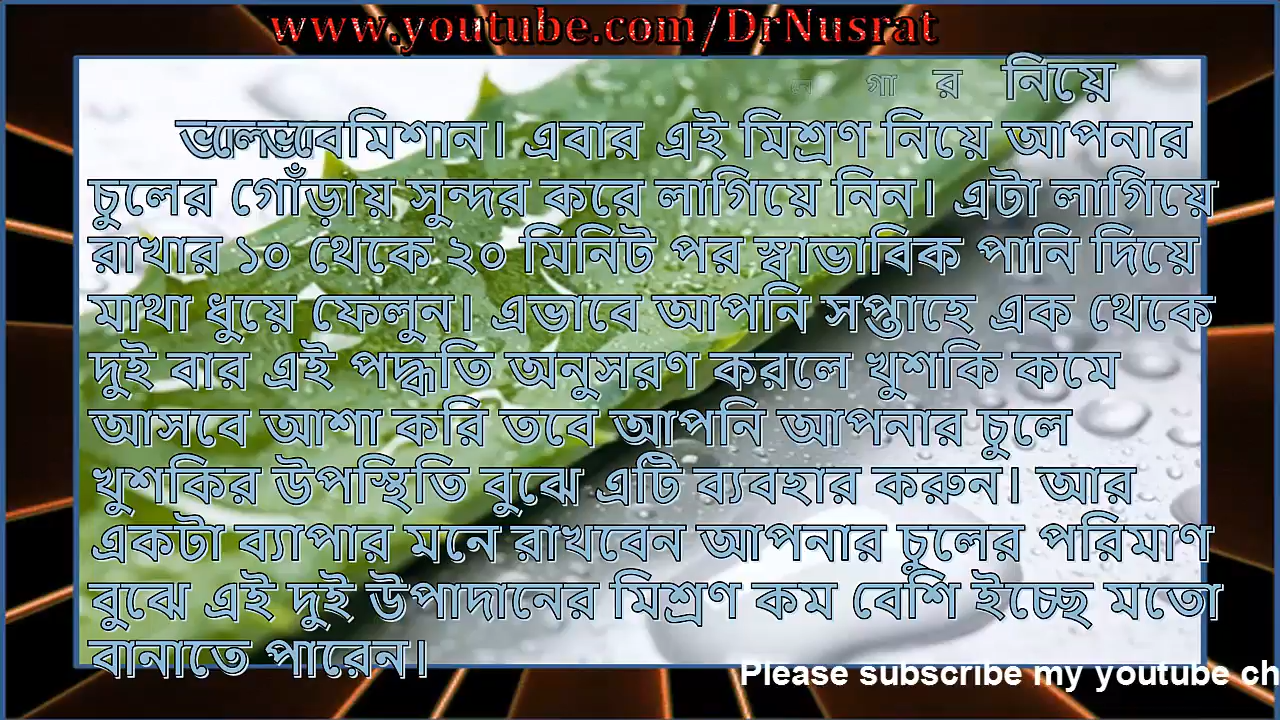 www.youtube.com/DrNusrat
গা র নিয়ে
মিশান। এবার এই মিশ্রণ নিয়ে আপনার
চুলের গোঁড়ায় সুন্দর করে লাগিয়ে নিন। এটা লাগিয়ে
রাখার ১০ থেকে ২০ মিনিট পর স্বাভাবিক পানি দিয়ে
মাথা ধুয়ে ফেলুন। এভাবে আপনি সপ্তাহে এক থেকে
দুই বার এই পদ্ধতি অনুসরণ করলে খুশকি কমে
আসবে আশা করি তবে আপনি আপনার চুলে
খুশকির উপস্থিতি বুঝে এটি ব্যবহার করুন। আর
একটা ব্যাপার মনে রাখবেন আপনার চুলের পরিমাণ
বুঝে এই দুই উপাদানের মিশ্রণ কম বেশি ইচ্ছে মতো
বানাতে পারেন।
Please subscribe my youtube ch